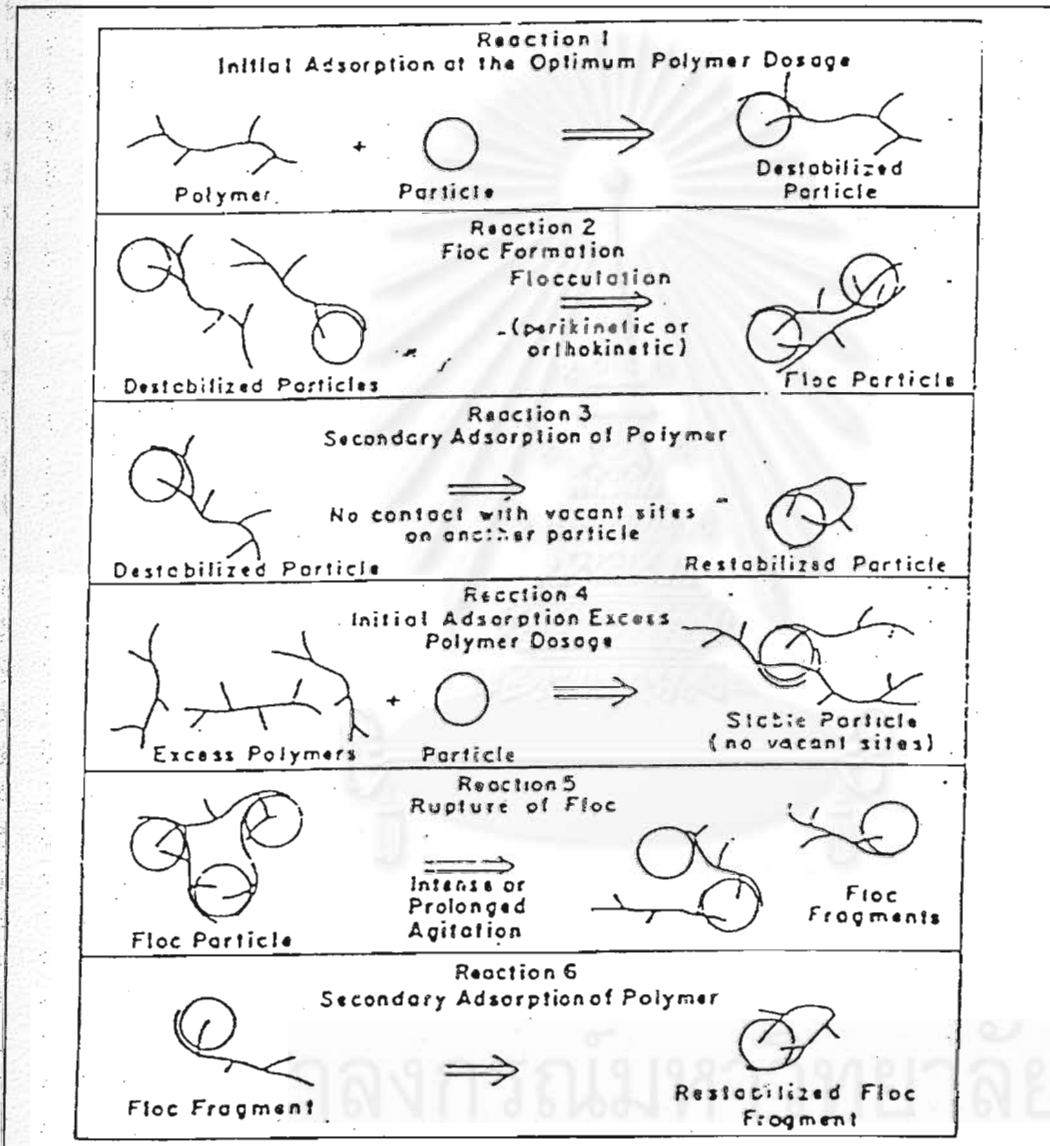 Reaction 1
Initial Adsorption at the Optimum Polymer Dosage
Polymer
+
Particle
Destabilized
Particle
Reaction 2
Floc Formation
Destabilized Particles
Flocculation
(perikinetic or
orthokinetic)
Floc Particle
Reaction 3
Secondary Adsorption of Polymer
Destabilized Particle
No contact with vacant sites
on another particle
Restabilized Particle
Reaction 4
Initial Adsorption Excess
Polymer Dosage
Excess Polymers
+
Particle
Stable Particle
(no vacant sites)
Reaction 5
Rupture of Floc
Floc Particle
Intense or
Prolonged
Agitation
Floc
Fragments
Reaction 6
Secondary Adsorption of Polymer
Floc Fragment
Restabilized Floc
Fragment